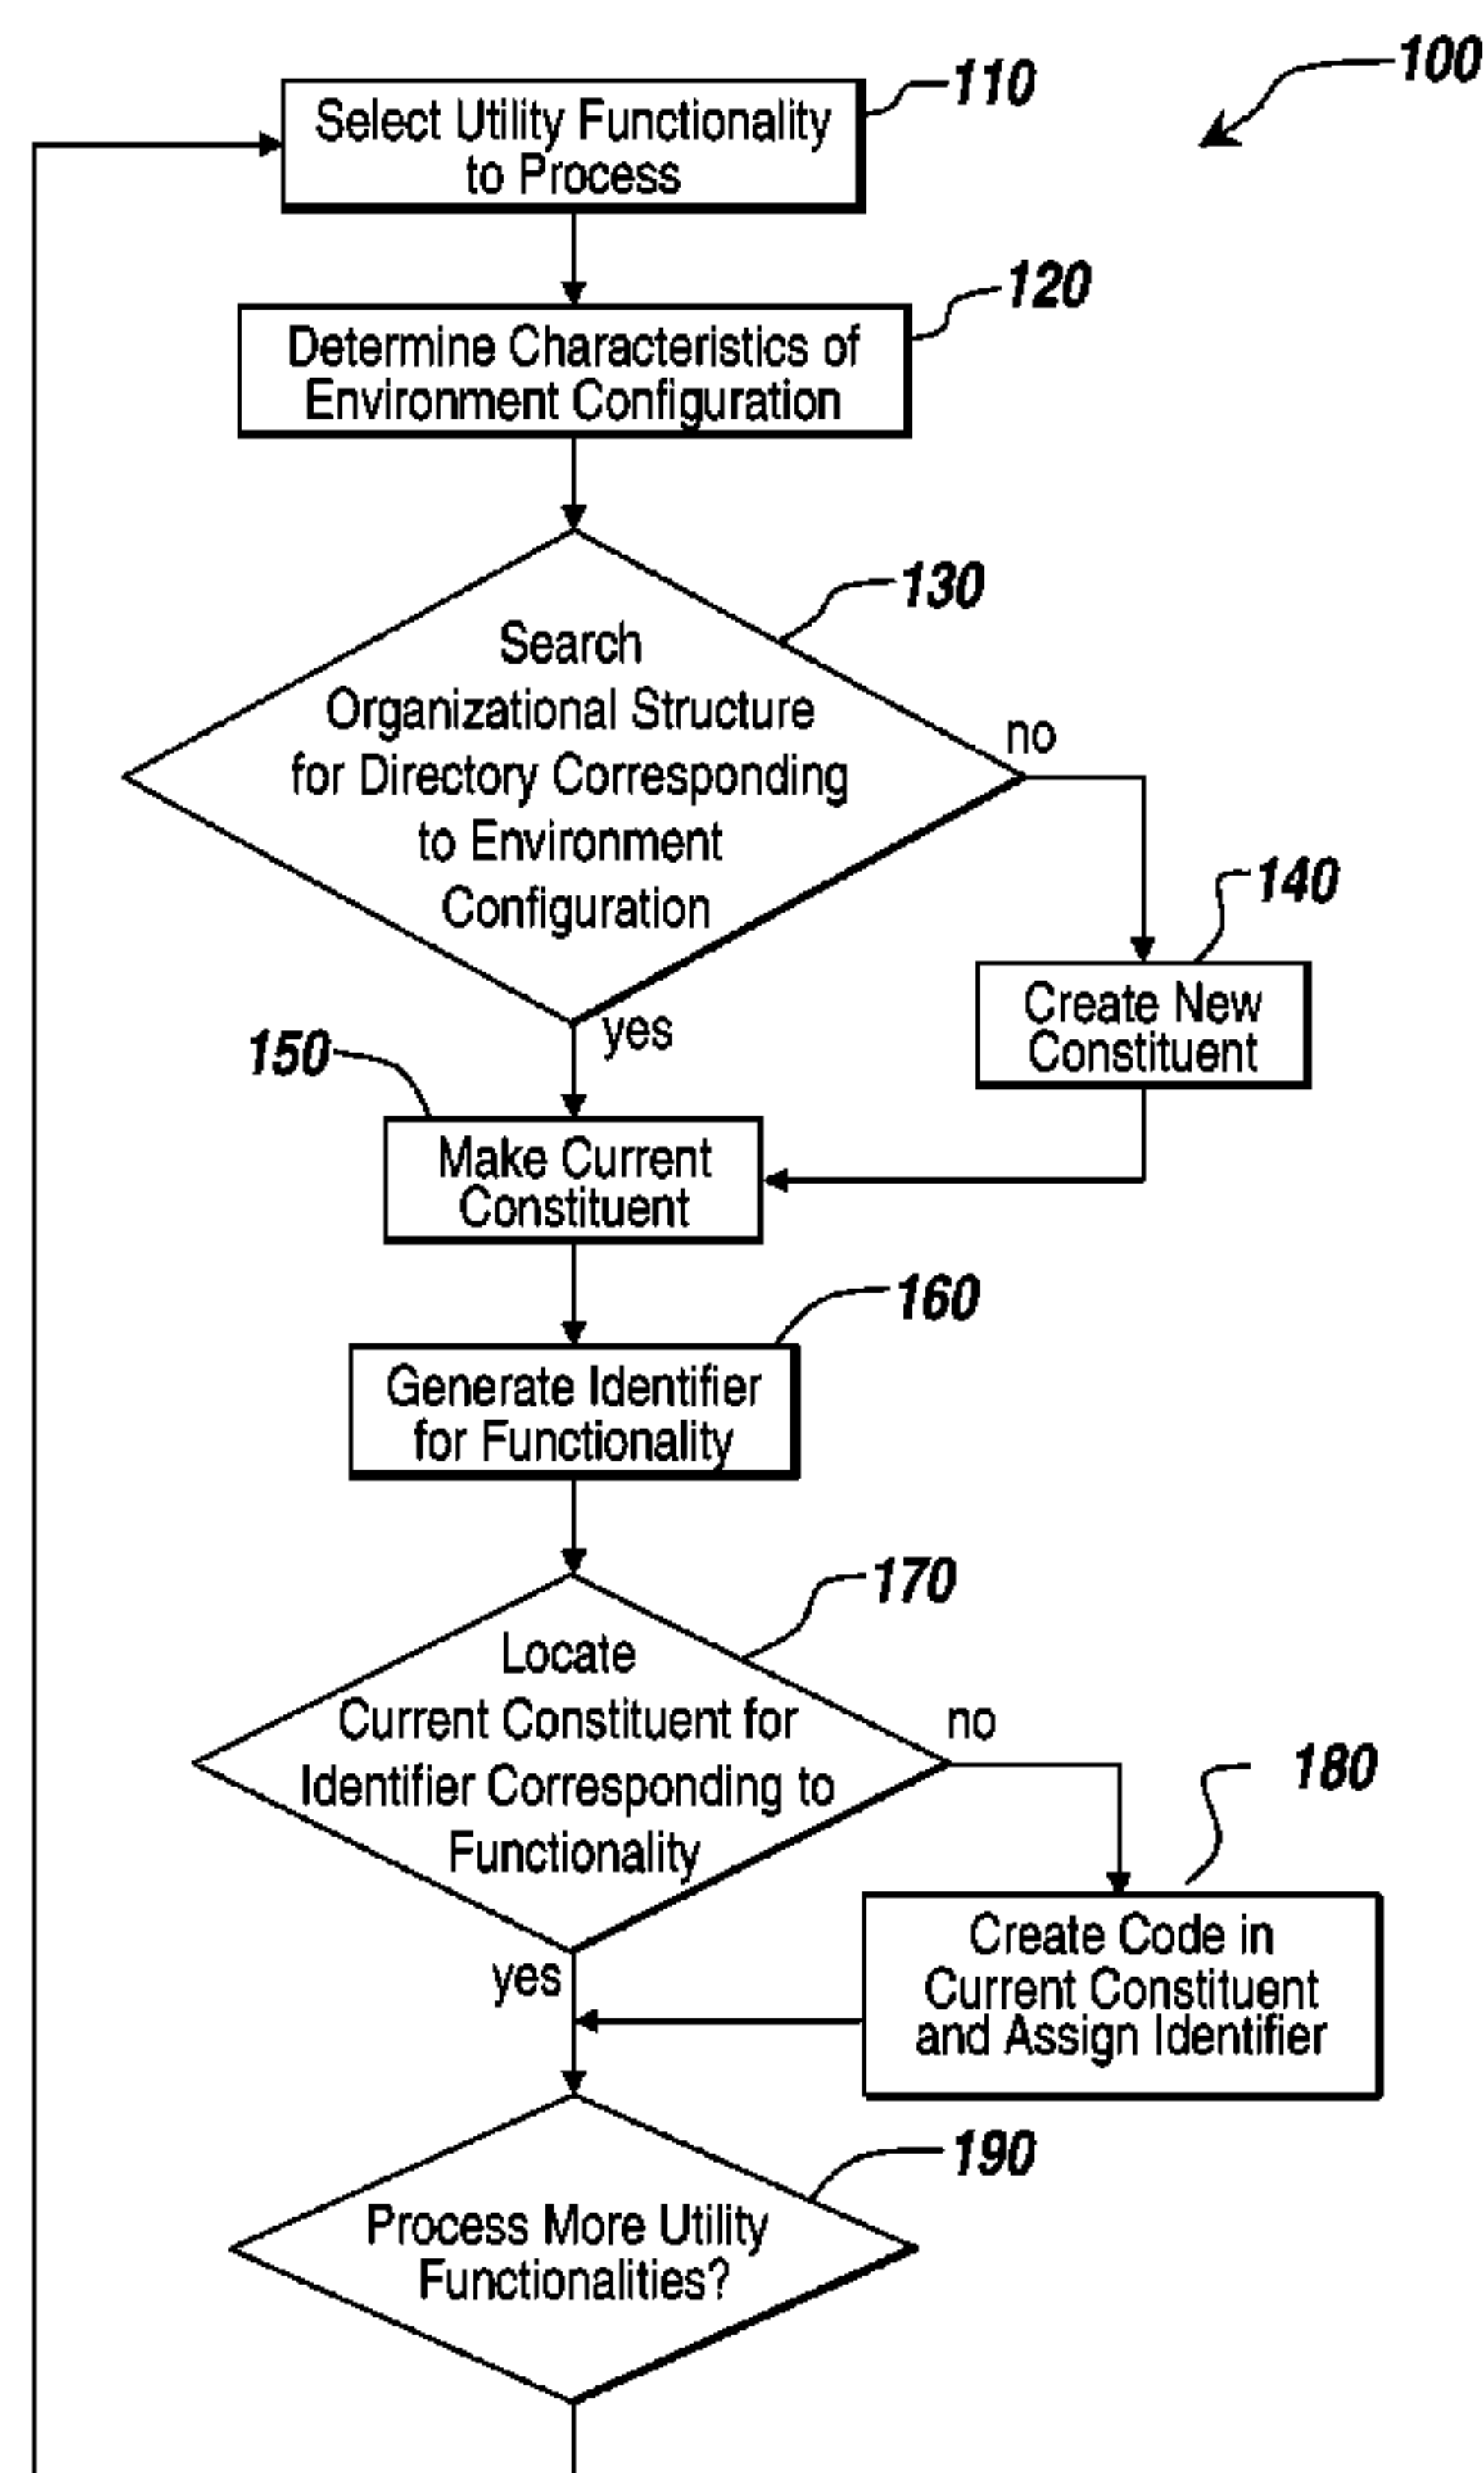 100
110
Select Utility Functionality
to Process
120
Determine Characteristics of
Environment Configuration
130
Search
Organizational Structure
for Directory Corresponding
to Environment
Configuration
no
140
Create New
Constituent
yes
150
Make Current
Constituent
160
Generate Identifier
for Functionality
170
Locate
Current Constituent for
Identifier Corresponding to
Functionality
no
180
Create Code in
Current Constituent
and Assign Identifier
yes
190
Process More Utility
Functionalities?